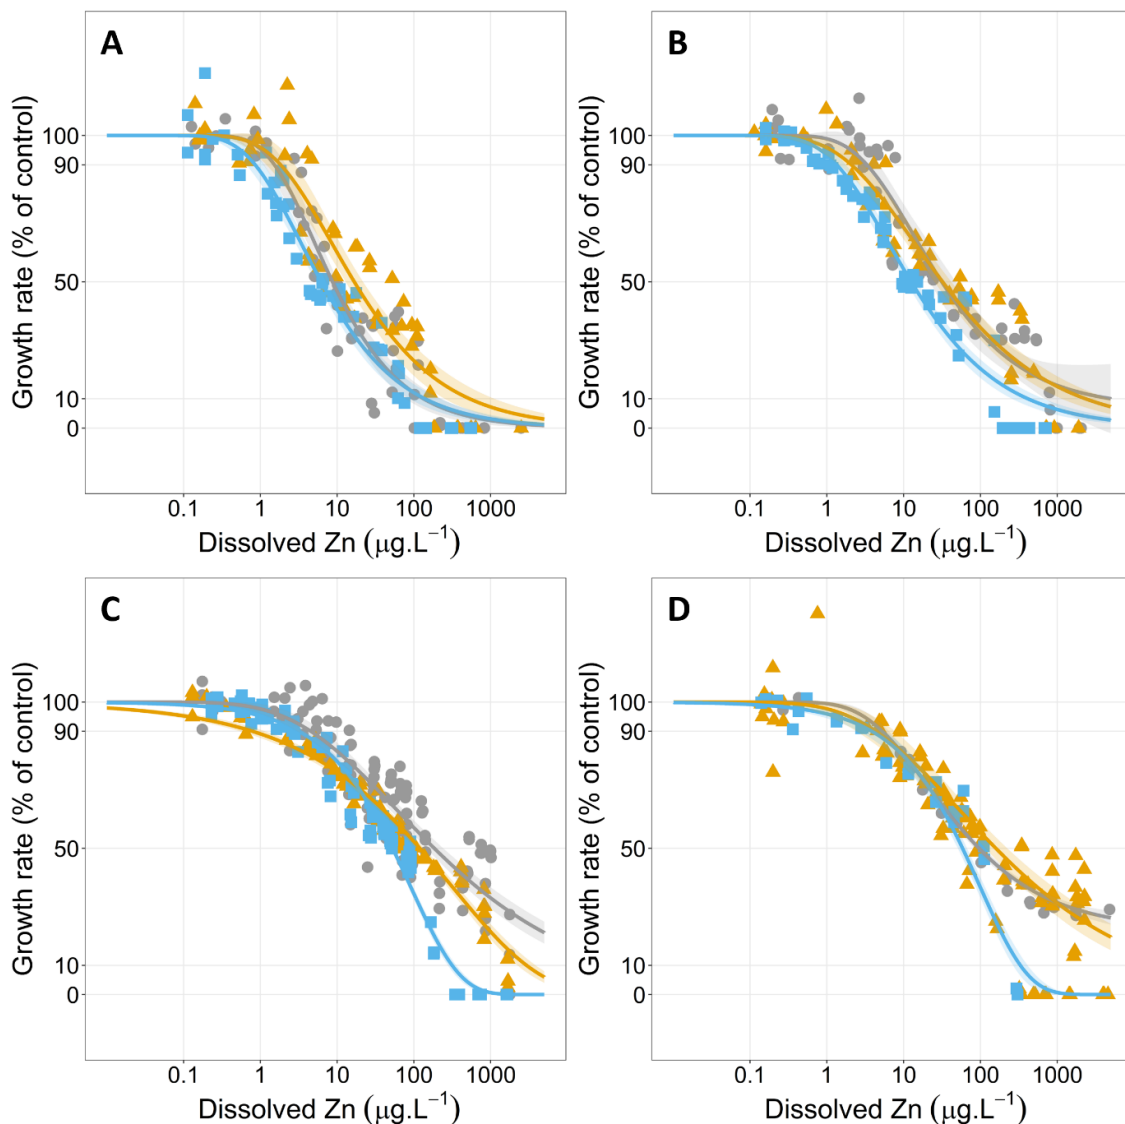 A
Growth rate (% of control)
100
90
50
10
0
0.1 1 10 100 1000
Dissolved Zn (μg.L⁻¹)
B
Growth rate (% of control)
100
90
50
10
0
0.1 1 10 100 1000
Dissolved Zn (μg.L⁻¹)
C
Growth rate (% of control)
100
90
50
10
0
0.1 1 10 100 1000
Dissolved Zn (μg.L⁻¹)
D
Growth rate (% of control)
100
90
50
10
0
0.1 1 10 100 1000
Dissolved Zn (μg.L⁻¹)